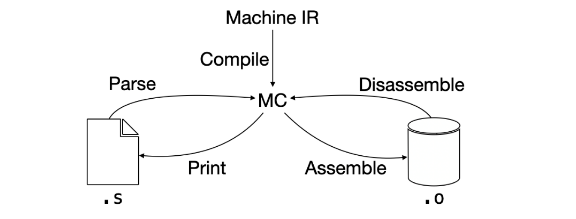 Machine IR
Compile
Parse
Disassemble
MC
Print
Assemble
.s
.o